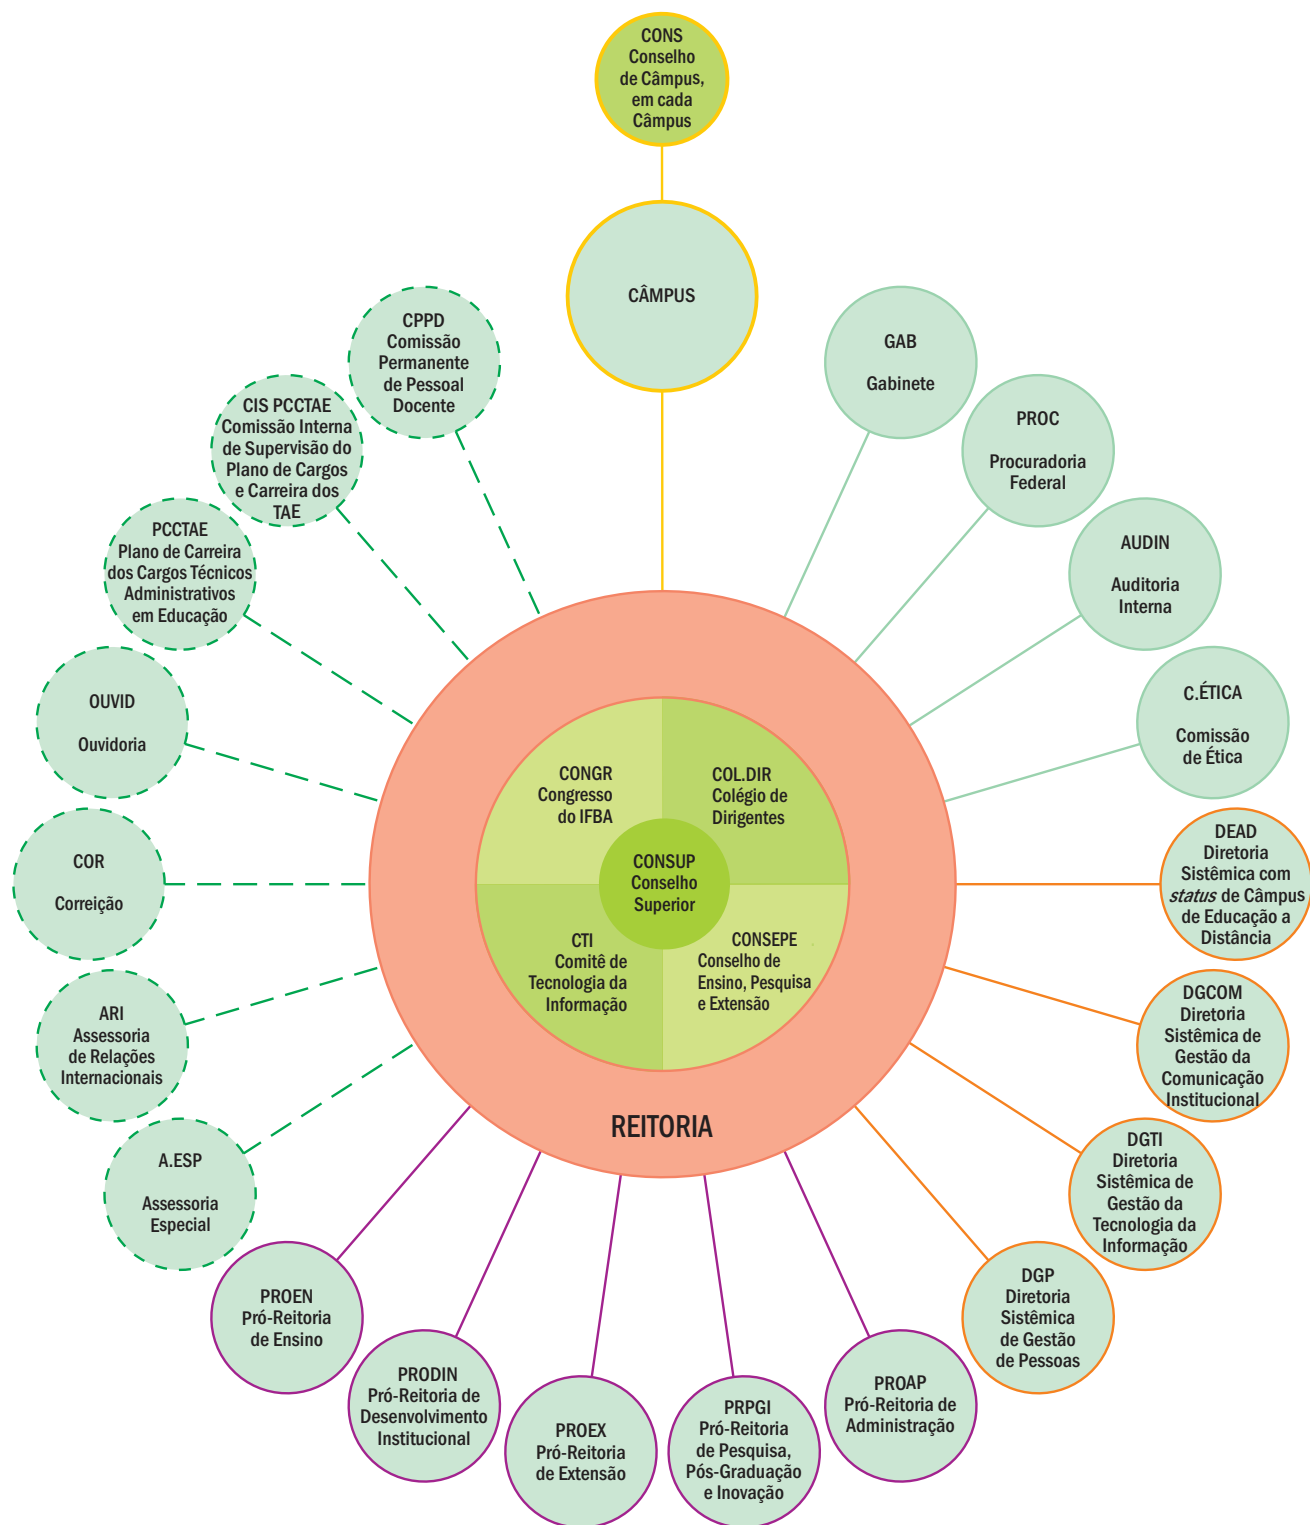 CONS
Conselho
de Câmpus,
em cada
Câmpus
CÂMPUS
CPPD
Comissão
Permanente
de Pessoal
Docente
GAB
Gabinete
CIS PCCTAE
Comissão Interna
de Supervisão do
Plano de Cargos
e Carreira dos
TAE
PROC
Procuradoria
Federal
PCCTAE
Plano de Carreira
dos Cargos Técnicos
Administrativos
em Educação
AUDIN
Auditoria
Interna
OUVID
Ouvidoria
C.ÉTICA
Comissão
de Ética
CONGR
Congresso
do IFBA
COL.DIR
Colégio de
Dirigentes
CONSUP
Conselho
Superior
CTI
Comitê de
Tecnologia da
Informação
CONSEPE
Conselho de
Ensino, Pesquisa
e Extensão
REITORIA
COR
Correição
DEAD
Diretoria
Sistêmica com
status de Câmpus
de Educação a
Distância
ARI
Assessoria
de Relações
Internacionais
DGCOM
Diretoria
Sistêmica de
Gestão da
Comunicação
Institucional
A.ESP
Assessoria
Especial
DGTI
Diretoria
Sistêmica de
Gestão da
Tecnologia da
Informação
PROEN
Pró-Reitoria
de Ensino
DGP
Diretoria
Sistêmica
de Gestão
de Pessoas
PRODIN
Pró-Reitoria de
Desenvolvimento
Institucional
PROEX
Pró-Reitoria
de Extensão
PRPGI
Pró-Reitoria
de Pesquisa,
Pós-Graduação
e Inovação
PROAP
Pró-Reitoria de
Administração